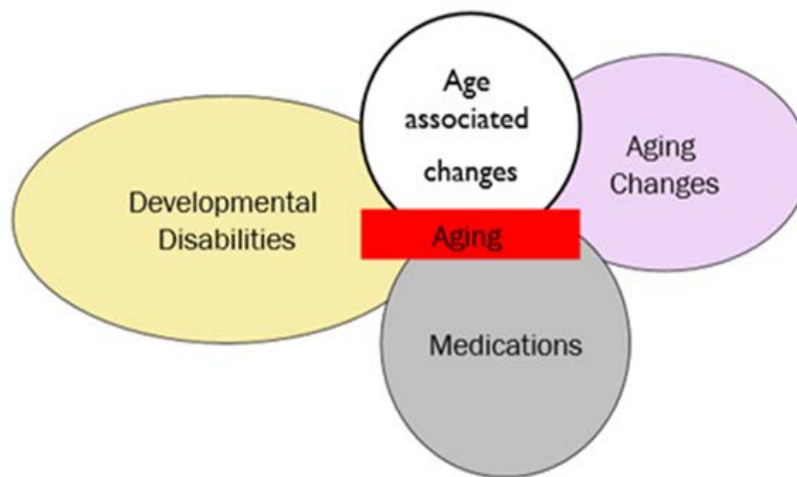 Age
associated
changes
Aging
Changes
Developmental
Disabilities
Aging
Medications